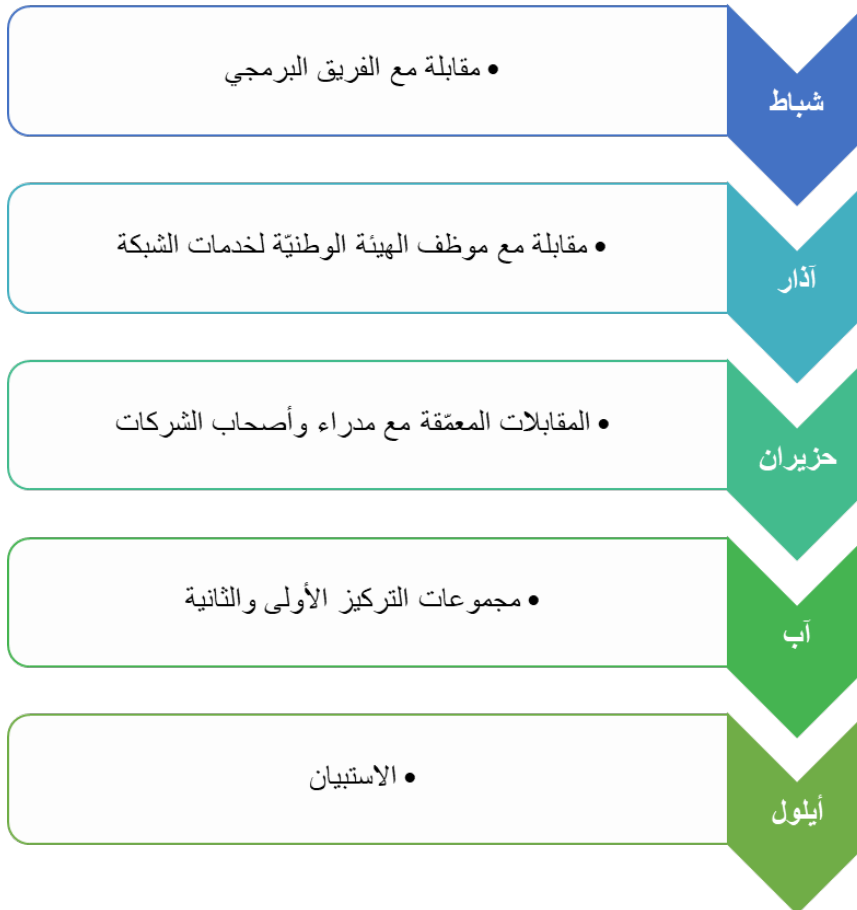 شباط
• مقابلة مع الفريق البرمجي
آذار
• مقابلة مع موظف الهيئة الوطنيّة لخدمات الشبكة
حزيران
• المقابلات المعمّقة مع مدراء وأصحاب الشركات
آب
• مجموعات التركيز الأولى والثانية
أيلول
• الاستبيان